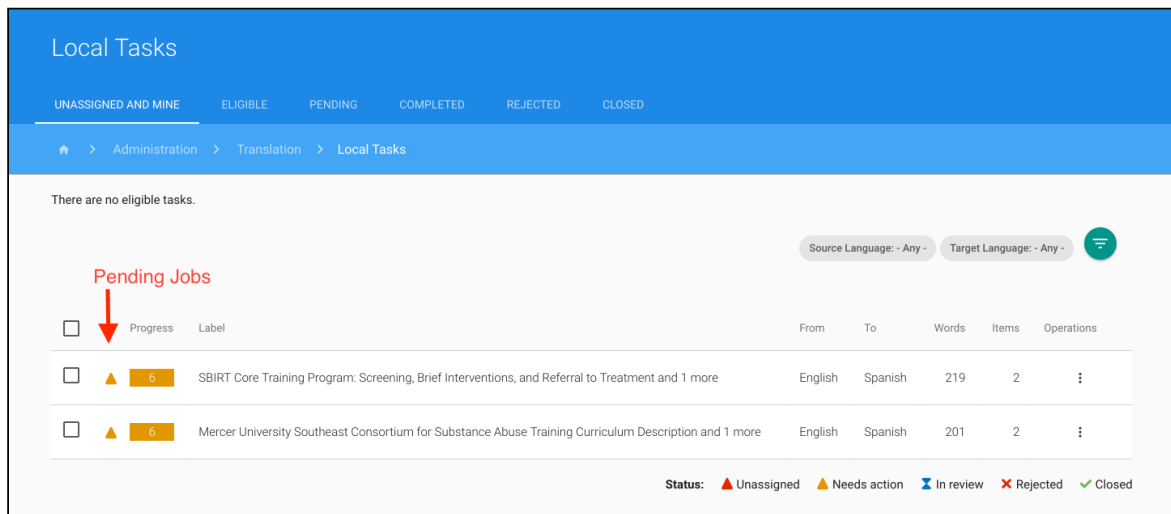 Local Tasks
UNASSIGNED AND MINE ELIGIBLE PENDING COMPLETED REJECTED CLOSED
> Administration > Translation > Local Tasks
There are no eligible tasks.
Source Language: - Any - Target Language: - Any -
Pending Jobs
Progress Label From To Words Items Operations
6 SBIRT Core Training Program: Screening, Brief Interventions, and Referral to Treatment and 1 more English Spanish 219 2
6 Mercer University Southeast Consortium for Substance Abuse Training Curriculum Description and 1 more English Spanish 201 2
Status: Unassigned Needs action In review Rejected Closed